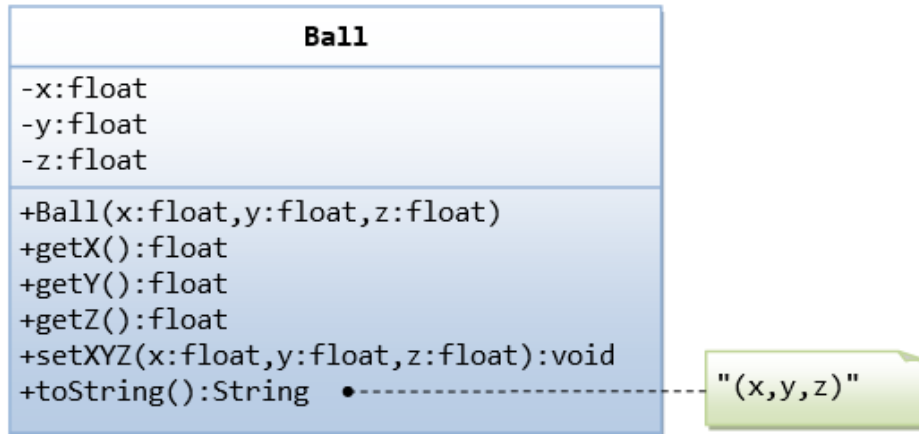 Ball
-x:float
-y:float
-z:float
+Ball(x:float,y:float,z:float)
+getX():float
+getY():float
+getZ():float
+setXYZ(x:float,y:float,z:float):void
+toString():String
"(x,y,z)"